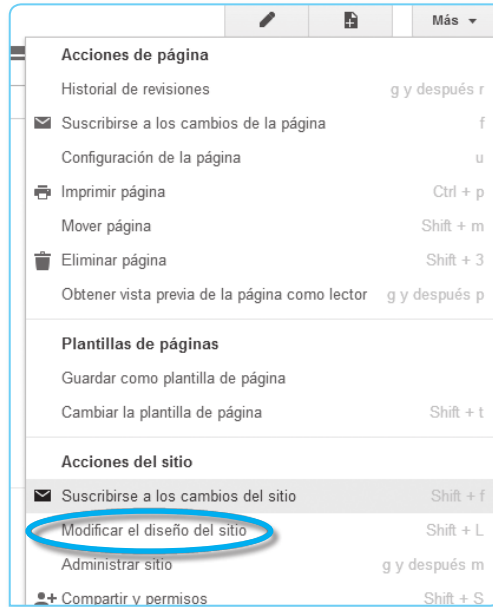 Más
Acciones de página
Historial de revisiones g y después r
Suscribirse a los cambios de la página f
Configuración de la página u
Imprimir página Ctrl + p
Mover página Shift + m
Eliminar página Shift + 3
Obtener vista previa de la página como lector g y después p
Plantillas de páginas
Guardar como plantilla de página
Cambiar la plantilla de página Shift + t
Acciones del sitio
Suscribirse a los cambios del sitio Shift + f
Modificar el diseño del sitio Shift + L
Administrar sitio g y después m
Compartir y permisos Shift + S